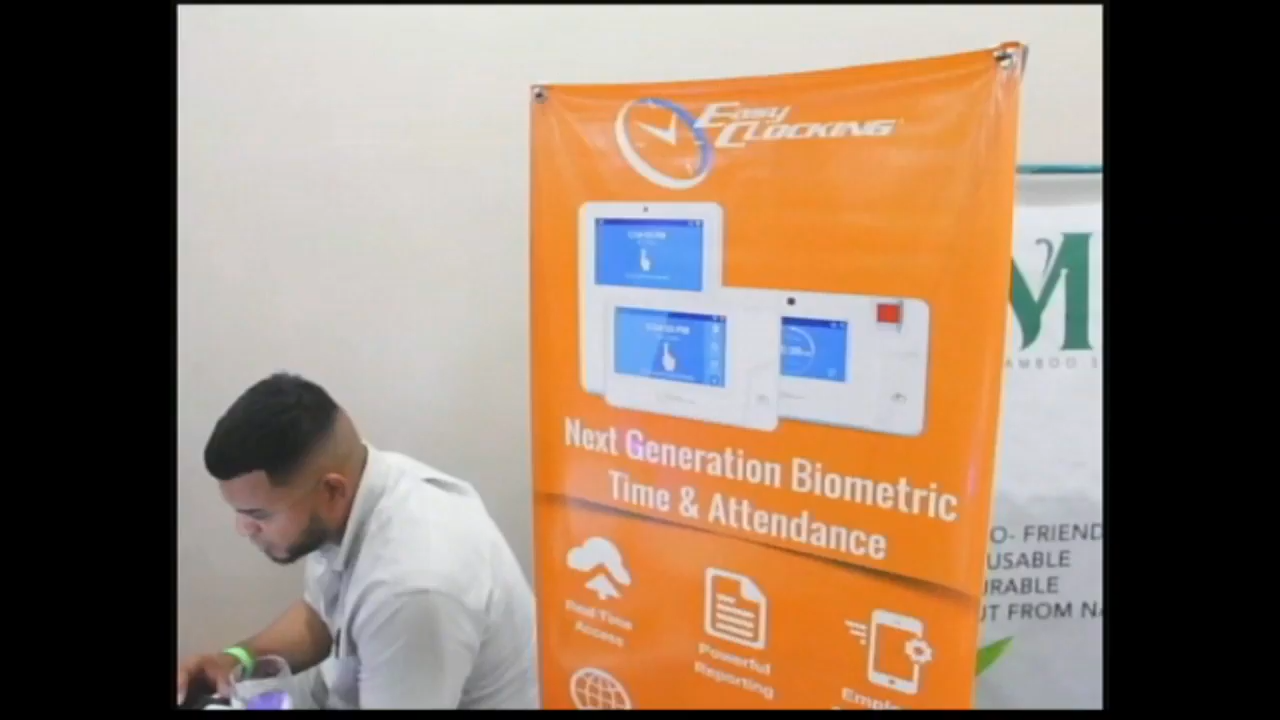 Easy
Clocking
Next Generation Biometric
Time & Attendance
Real Time
Access
Powerful
Reporting
M
O- FRIEND
USABLE
URABLE
UT FROM NA